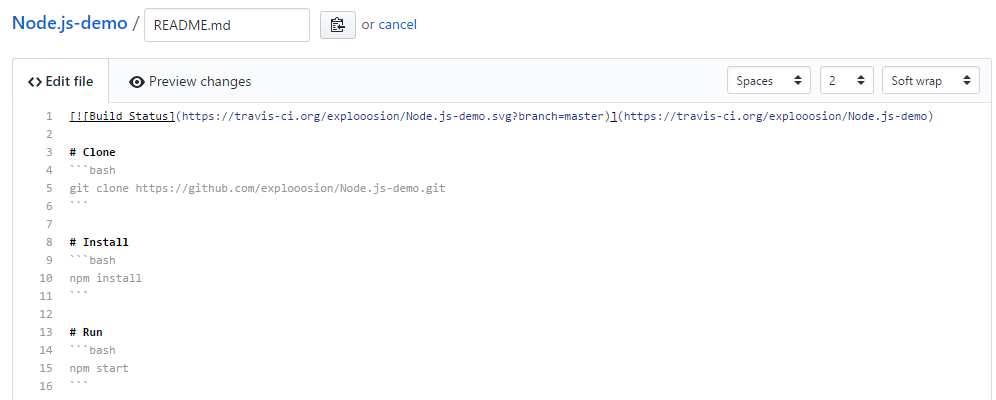 Node.js-demo / README.md or cancel
Edit file Preview changes Spaces 2 Soft wrap
1 [![Build Status](https://travis-ci.org/explooosion/Node.js-demo.svg?branch=master)](https://travis-ci.org/explooosion/Node.js-demo)
2
3 # Clone
4 ```bash
5 git clone https://github.com/explooosion/Node.js-demo.git
6 ```
7
8 # Install
9 ```bash
10 npm install
11 ```
12
13 # Run
14 ```bash
15 npm start
16 ```